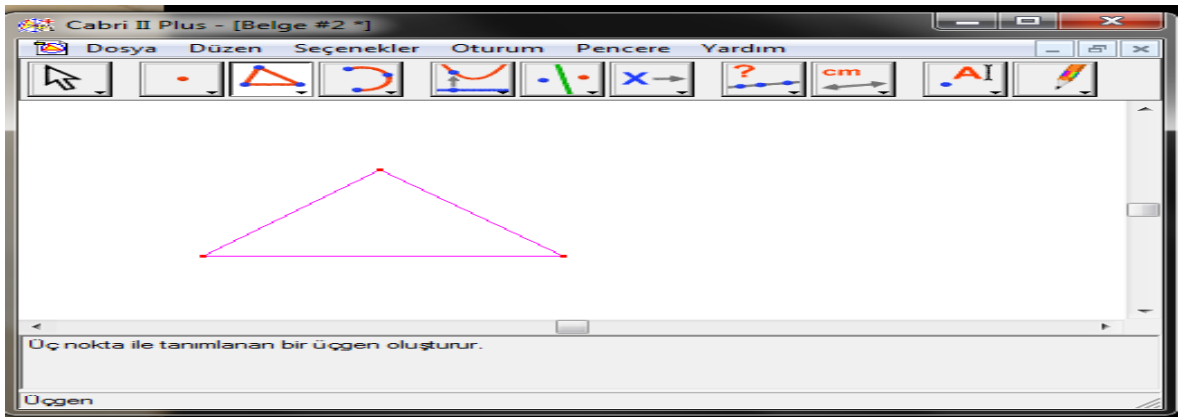 Cabri II Plus - [Belge #2 *]
Dosya Düzen Seçenekler Oturum Pencere Yardım
? cm A
Üç nokta ile tanımlanan bir üçgen oluşturur.
Üçgen